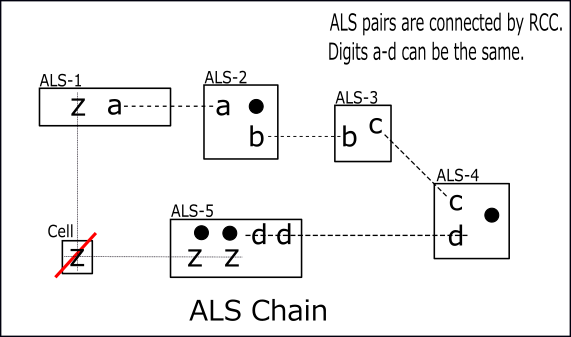 ALS pairs are connected by RCC.
Digits a-d can be the same.
ALS-1
z a
ALS-2
a
b
ALS-3
b c
ALS-4
c
d
Cell
z
ALS-5
d d
z z
ALS Chain